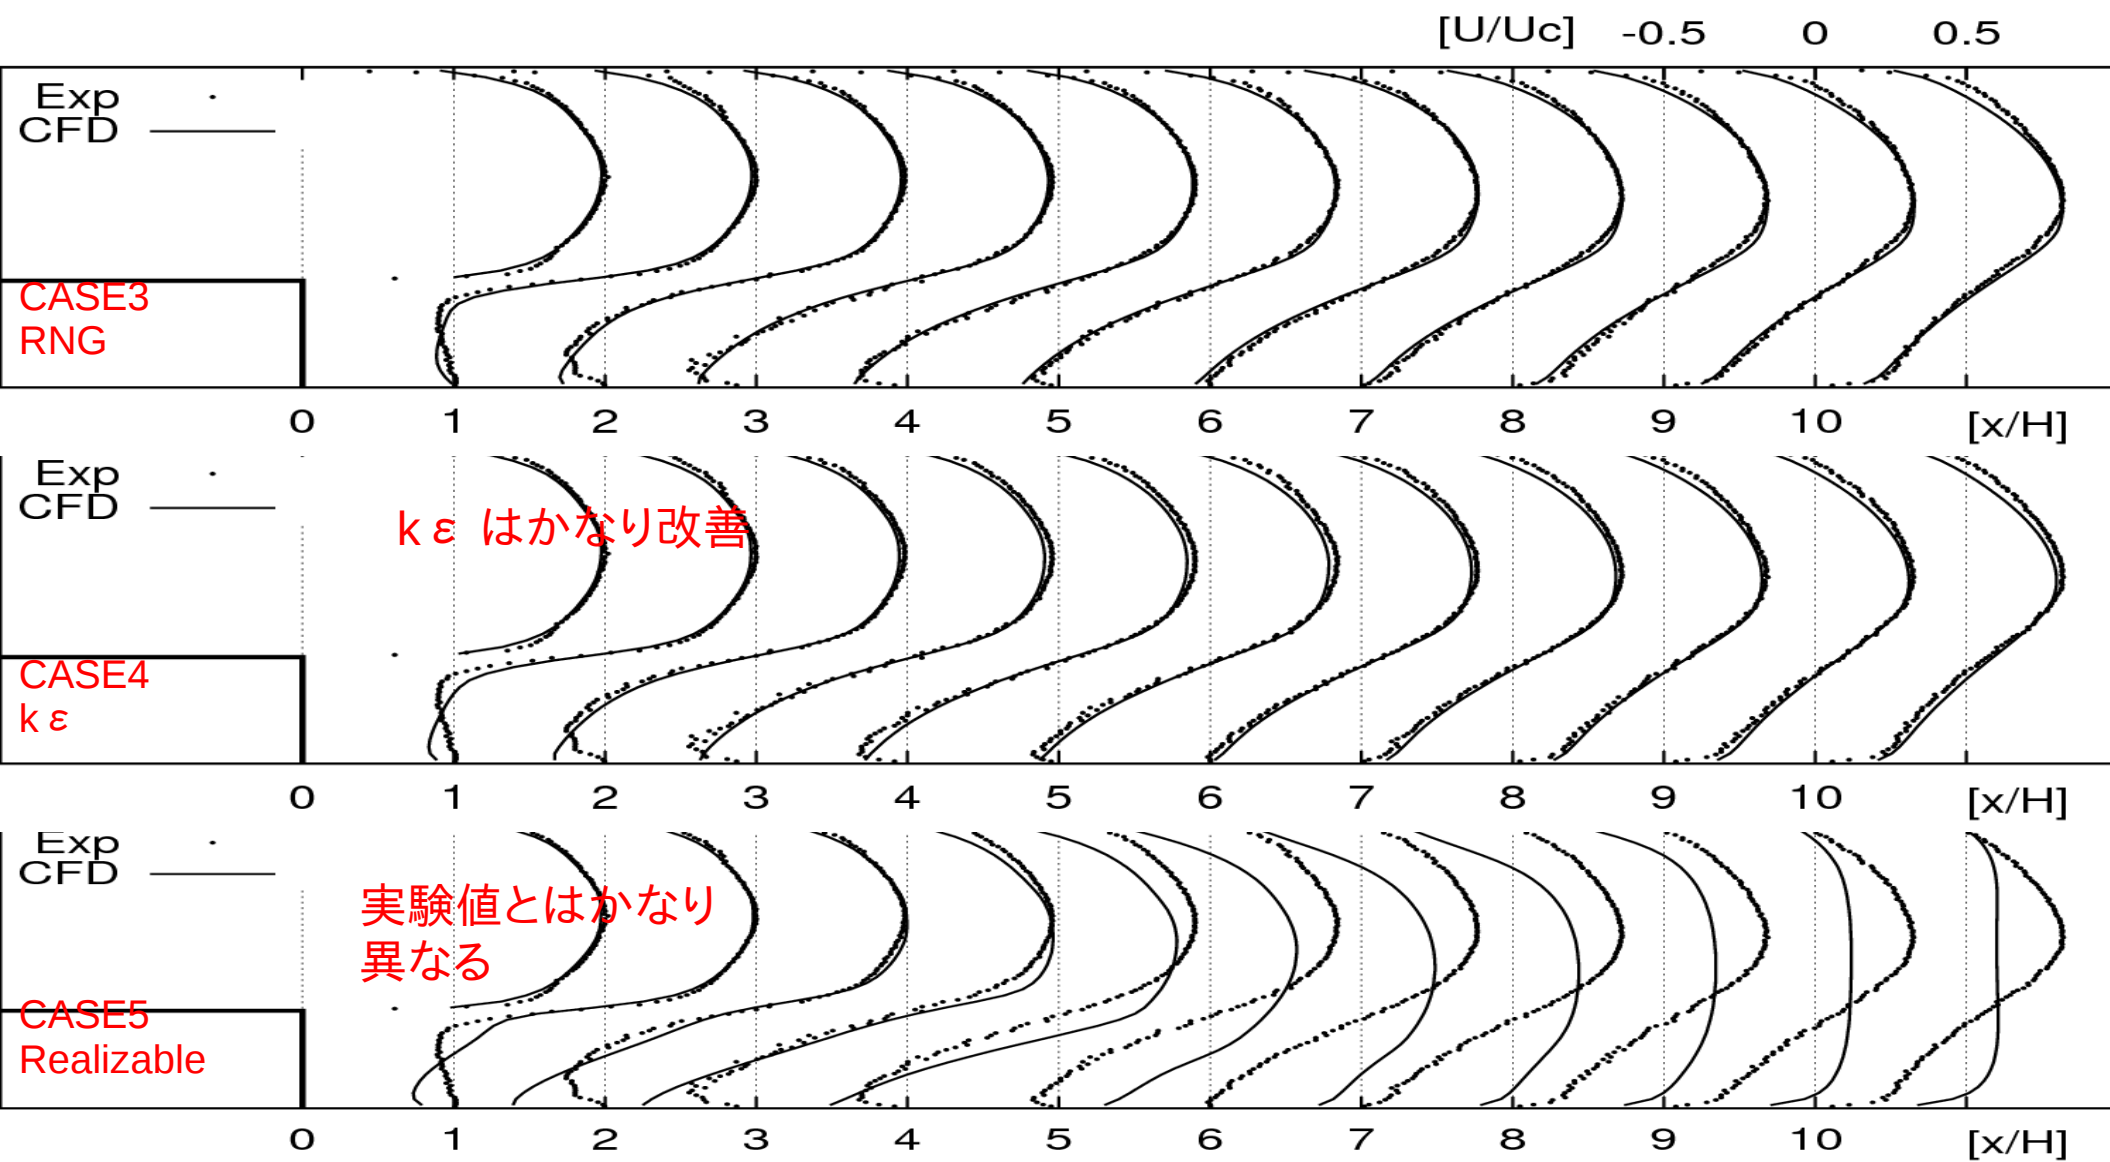 [U/Uc] -0.5 0 0.5
Exp
CFD
CASE3
RNG
0 1 2 3 4 5 6 7 8 9 10 [x/H]
Exp
CFD
kε はかなり改善
CASE4
kε
0 1 2 3 4 5 6 7 8 9 10 [x/H]
Exp
CFD
実験値とはかなり
異なる
CASE5
Realizable
0 1 2 3 4 5 6 7 8 9 10 [x/H]